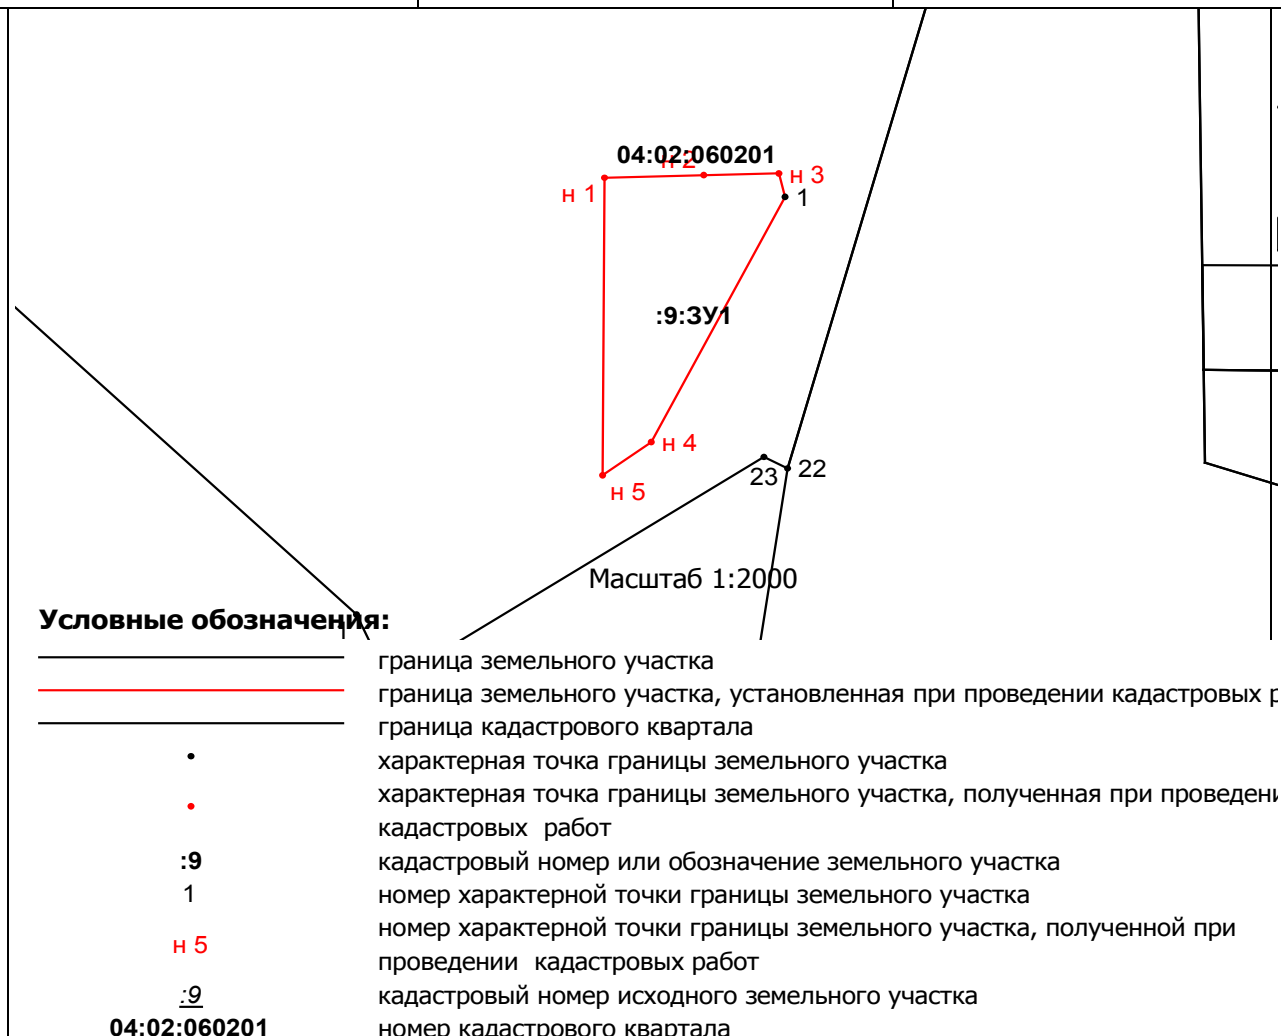 04:02:060201
н 2
н 3
н 1
1
:9:ЗУ1
н 4
23
22
н 5
Масштаб 1:2000
Условные обозначения:
граница земельного участка
граница земельного участка, установленная при проведении кадастровых р
граница кадастрового квартала
характерная точка границы земельного участка
характерная точка границы земельного участка, полученная при проведени
кадастровых работ
:9 кадастровый номер или обозначение земельного участка
1 номер характерной точки границы земельного участка
н 5 номер характерной точки границы земельного участка, полученной при
проведении кадастровых работ
:9 кадастровый номер исходного земельного участка
04:02:060201 номер кадастрового квартала